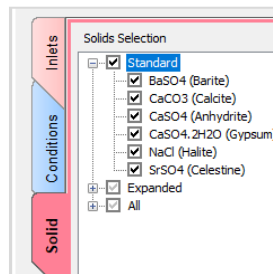 Inlets
Conditions
Solid
Solids Selection
Standard
BaSO4 (Barite)
CaCO3 (Calcite)
CaSO4 (Anhydrite)
CaSO4.2H2O (Gypsum)
NaCl (Halite)
SrSO4 (Celestine)
Expanded
All